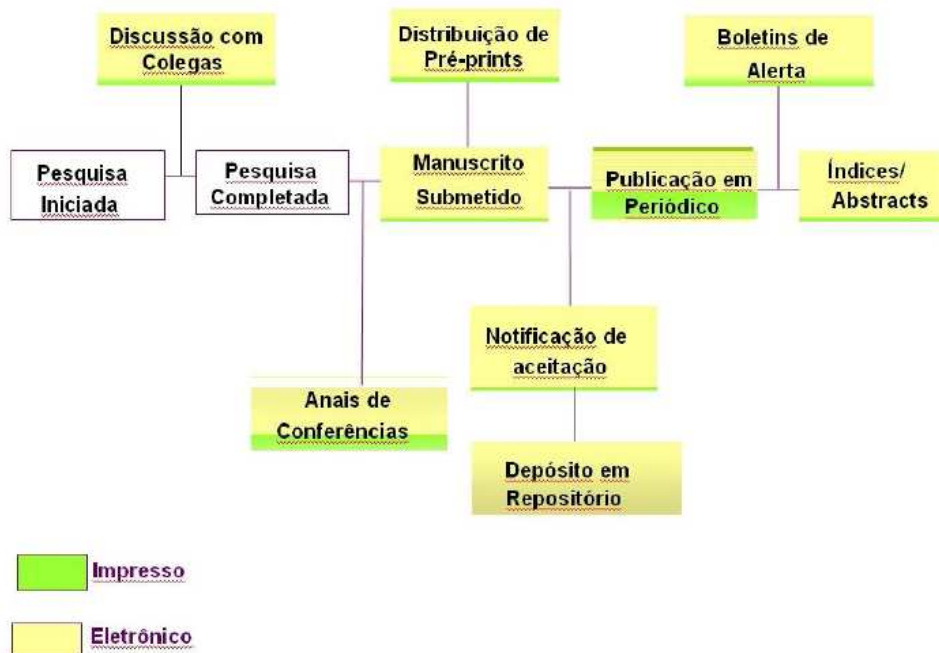 Discussão com
Colegas
Distribuição de
Pré-prints
Boletins de
Alerta
Pesquisa
Iniciada
Pesquisa
Completada
Manuscrito
Submetido
Publicação em
Periódico
Índices/
Abstracts
Notificação de
aceitação
Anais de
Conferências
Depósito em
Repositório
Impresso
Eletrônico